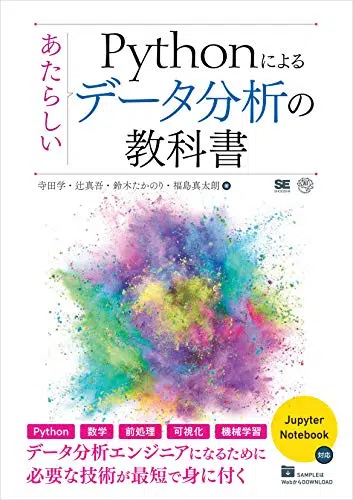 Pythonによる
あたらしい
データ分析の
教科書
寺田学・辻真吾・鈴木たかのり・福島真太朗 著
SE
SHOEISHA
Python 数学 前処理 可視化 機械学習
データ分析エンジニアになるために
必要な技術が最短で身に付く
Jupyter
Notebook
対応
SAMPLEは
WebからDOWNLOAD